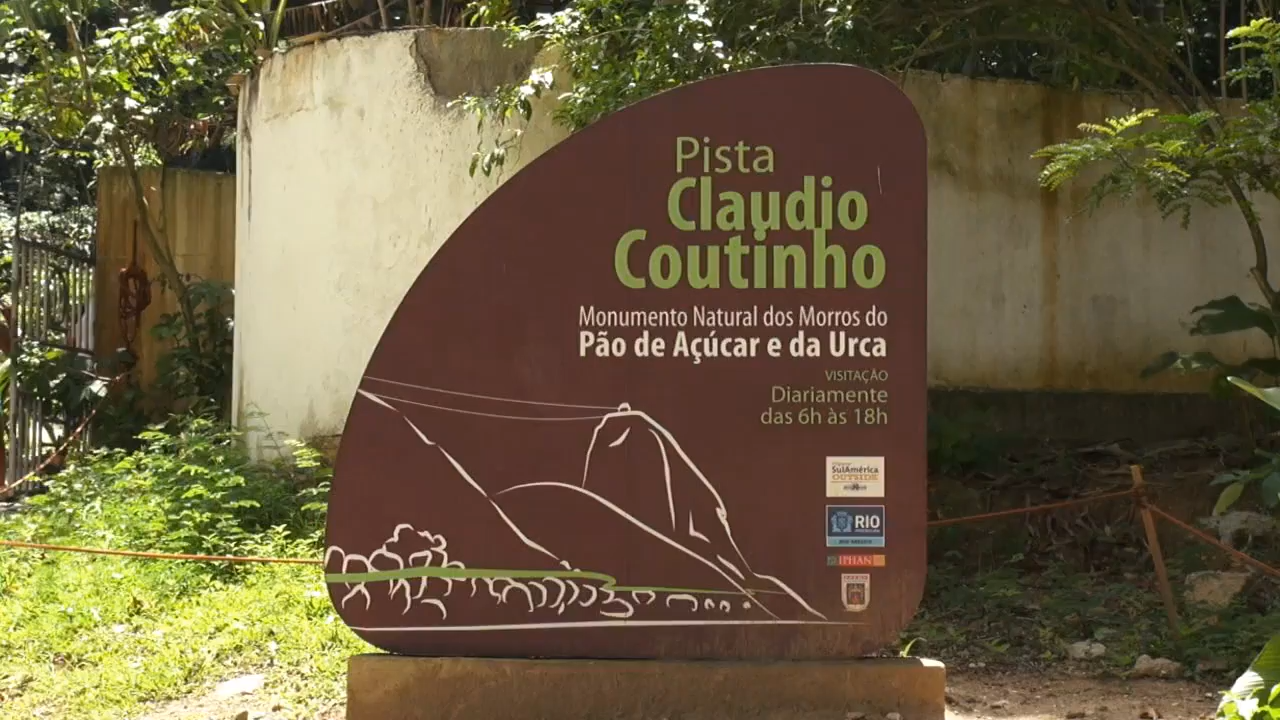 Pista
Claudio
Coutinho
Monumento Natural dos Morros do
Pão de Açúcar e da Urca
VISITAÇÃO
Diariamente
das 6h às 18h
SulAmérica
OUTSIDE
RIO
IPHAN